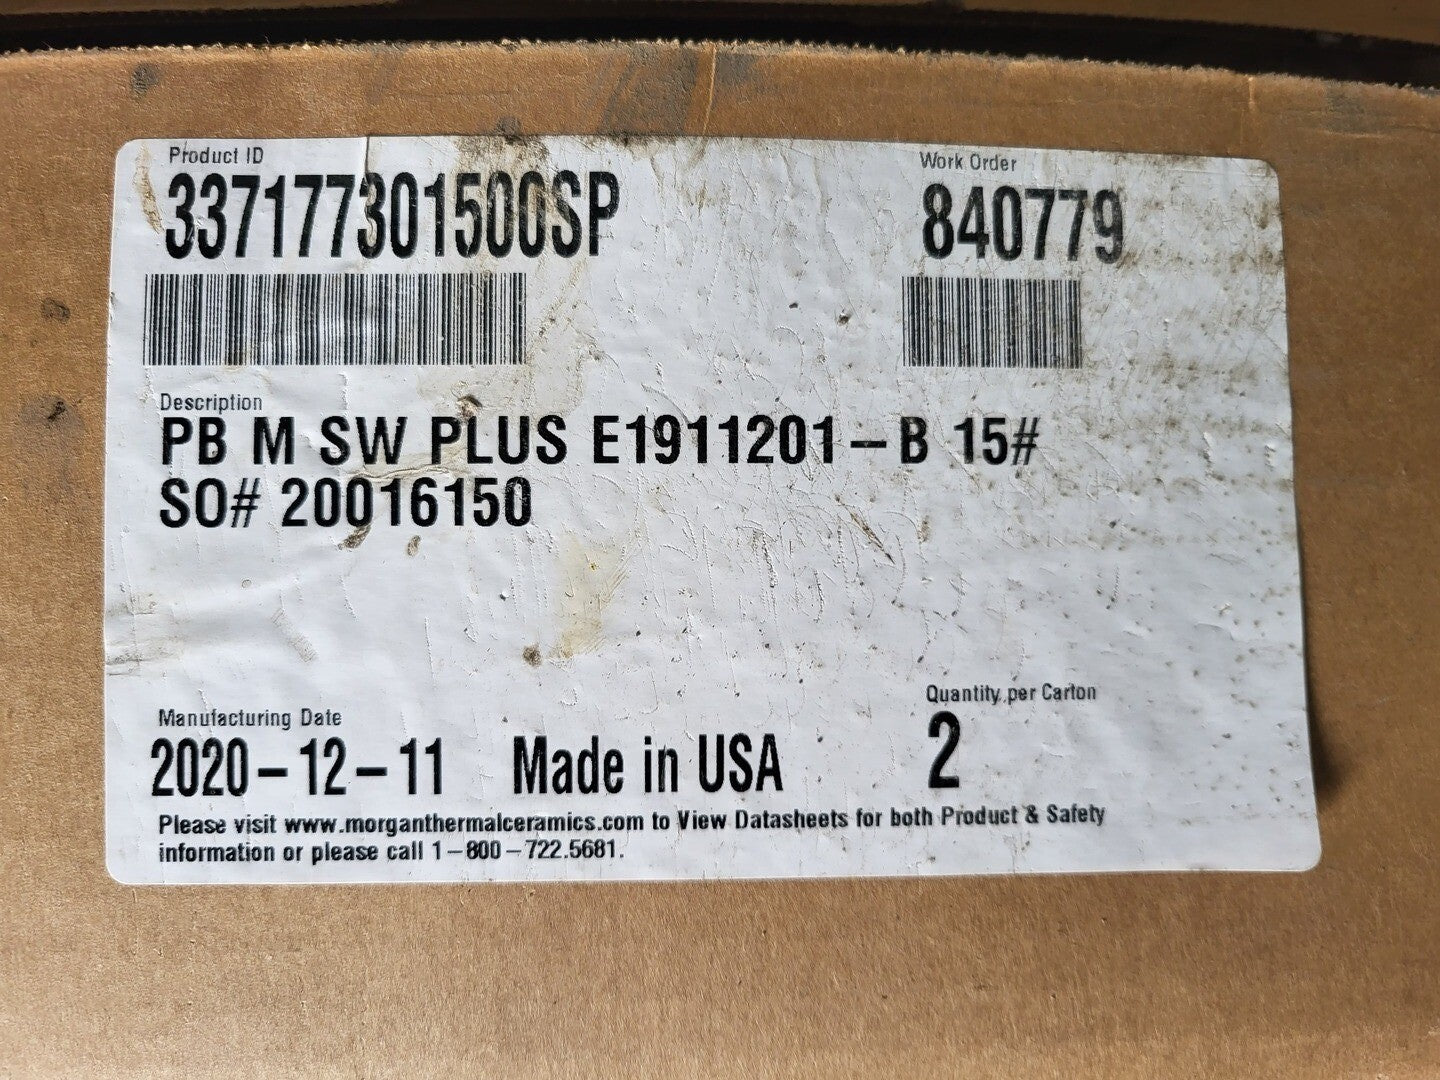 Product ID
337177301500SP
Work Order
840779
Description
PB M SW PLUS E1911201-B 15#
SO# 20016150
Quantity per Carton
2
Manufacturing Date
2020-12-11 Made in USA
Please visit www.morganthermalceramics.com to View Datasheets for both Product & Safety
information or please call 1-800-722.5681.